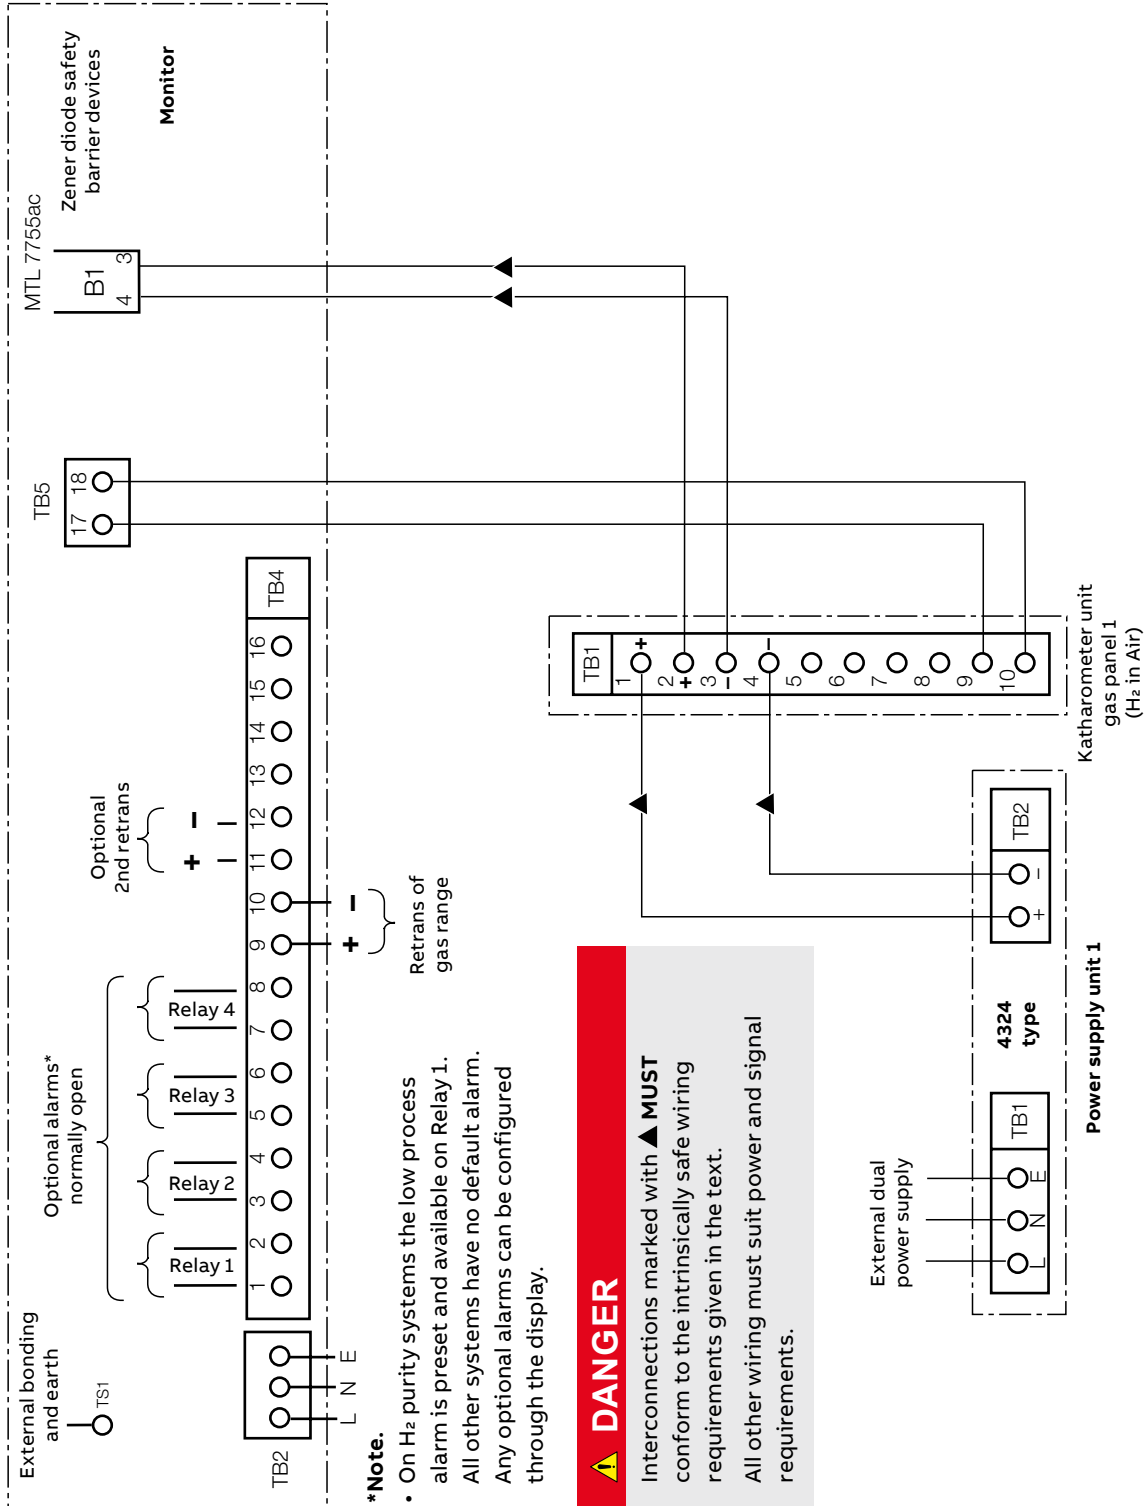 External bonding
and earth
TS1
Optional alarms*
normally open
Relay 1
Relay 2
Relay 3
Relay 4
Optional
2nd retrans
+ −
TB5
17 18
MTL 7755ac
B1
4 3
Zener diode safety
barrier devices
Monitor
TB2
L N E
1 2 3 4 5 6 7 8 9 10 11 12 13 14 15 16
TB4
+ −
Retrans of
gas range
*Note.
• On H₂ purity systems the low process
alarm is preset and available on Relay 1.
All other systems have no default alarm.
Any optional alarms can be configured
through the display.
DANGER
Interconnections marked with ▲ MUST
conform to the intrinsically safe wiring
requirements given in the text.
All other wiring must suit power and signal
requirements.
TB1
1 +
2 +
3 −
4 −
5
6
7
8
9
10
Katharometer unit
gas panel 1
(H₂ in Air)
External dual
power supply
L N E
TB1
4324
type
+ −
TB2
Power supply unit 1